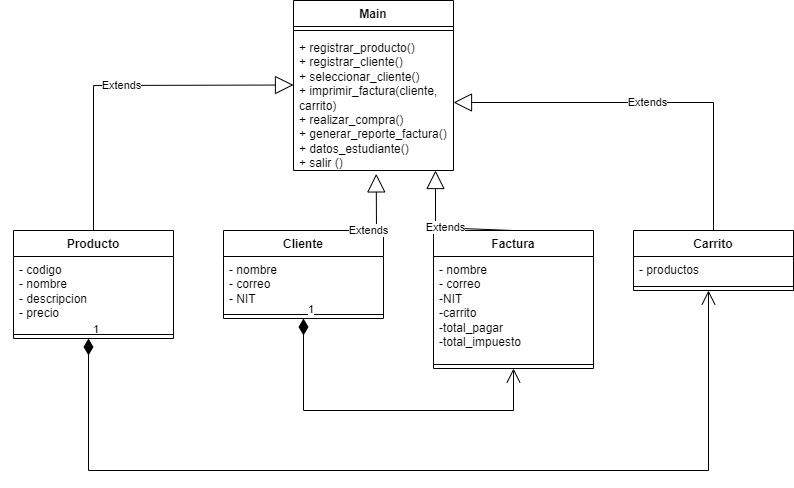 Main
+ registrar_producto()
+ registrar_cliente()
+ seleccionar_cliente()
+ imprimir_factura(cliente,
carrito)
+ realizar_compra()
+ generar_reporte_factura()
+ datos_estudiante()
+ salir ()
Extends
Extends
Extends
Extends
Producto
- codigo
- nombre
- descripcion
- precio
1
Cliente
- nombre
- correo
- NIT
1
Factura
- nombre
- correo
-NIT
-carrito
-total_pagar
-total_impuesto
Carrito
- productos